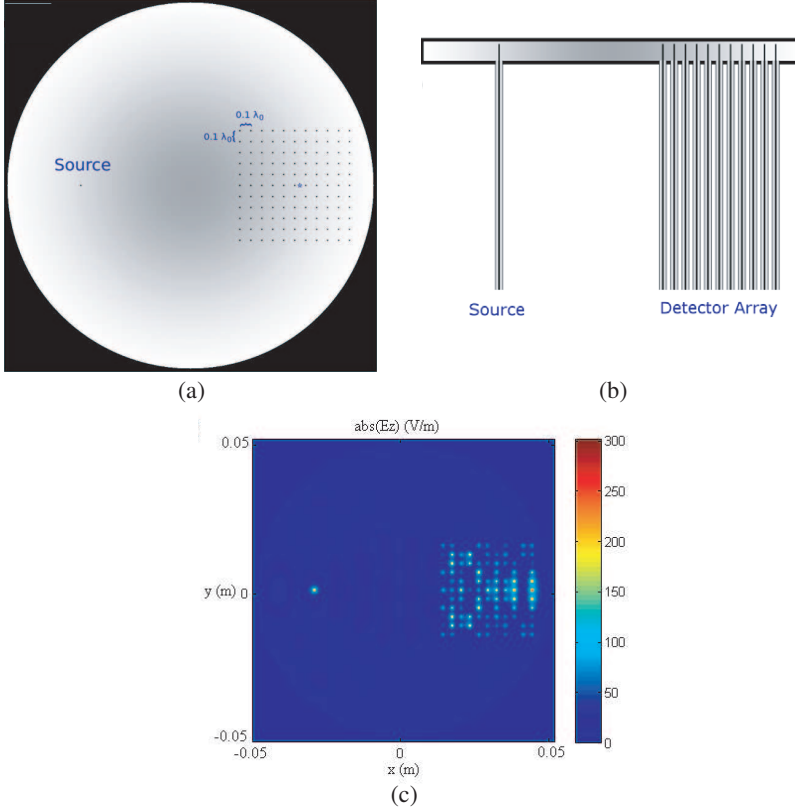 0.1 λ₀
0.1 λ₀
Source
(a)
Source
Detector Array
(b)
abs(Ez) (V/m)
0.05
y (m)
0
-0.05
-0.05
0
0.05
x (m)
300
250
200
150
100
50
0
(c)